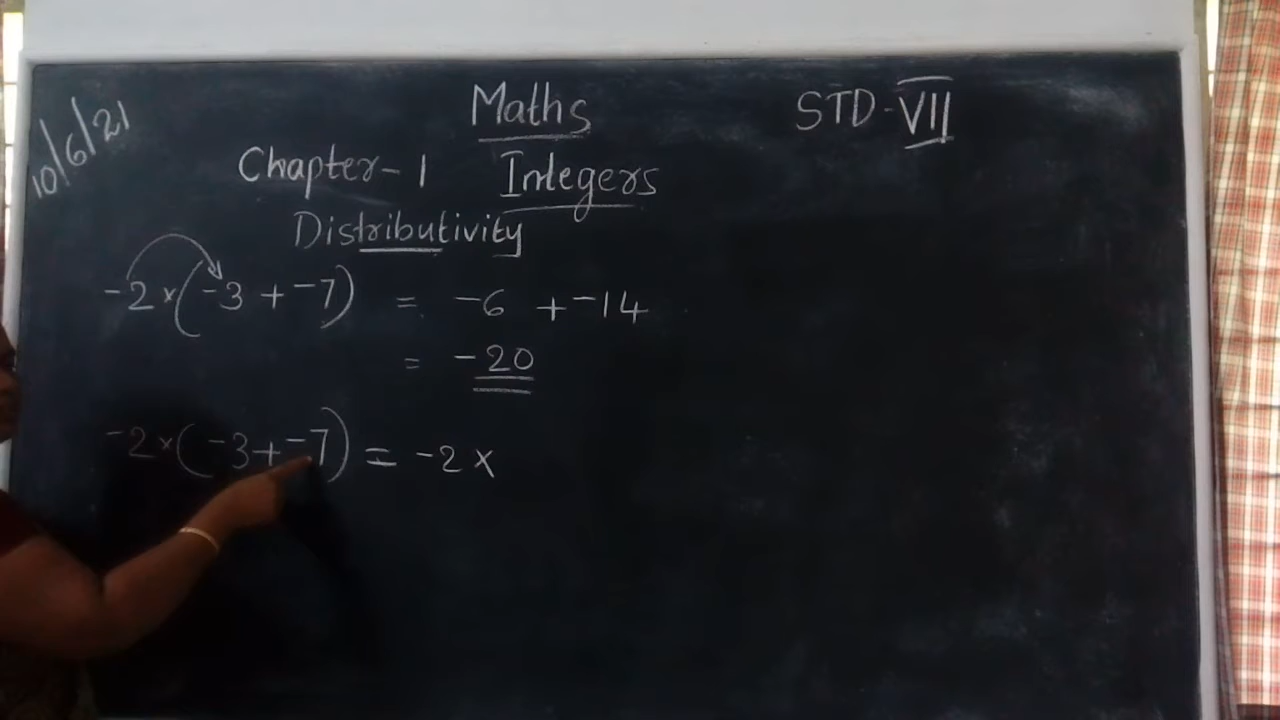 10/6/21
Maths
STD-VII
Chapter-1 Integers
Distributivity
-2×(-3+-7) = -6 +-14
= -20
-2×(-3+-7) = -2×